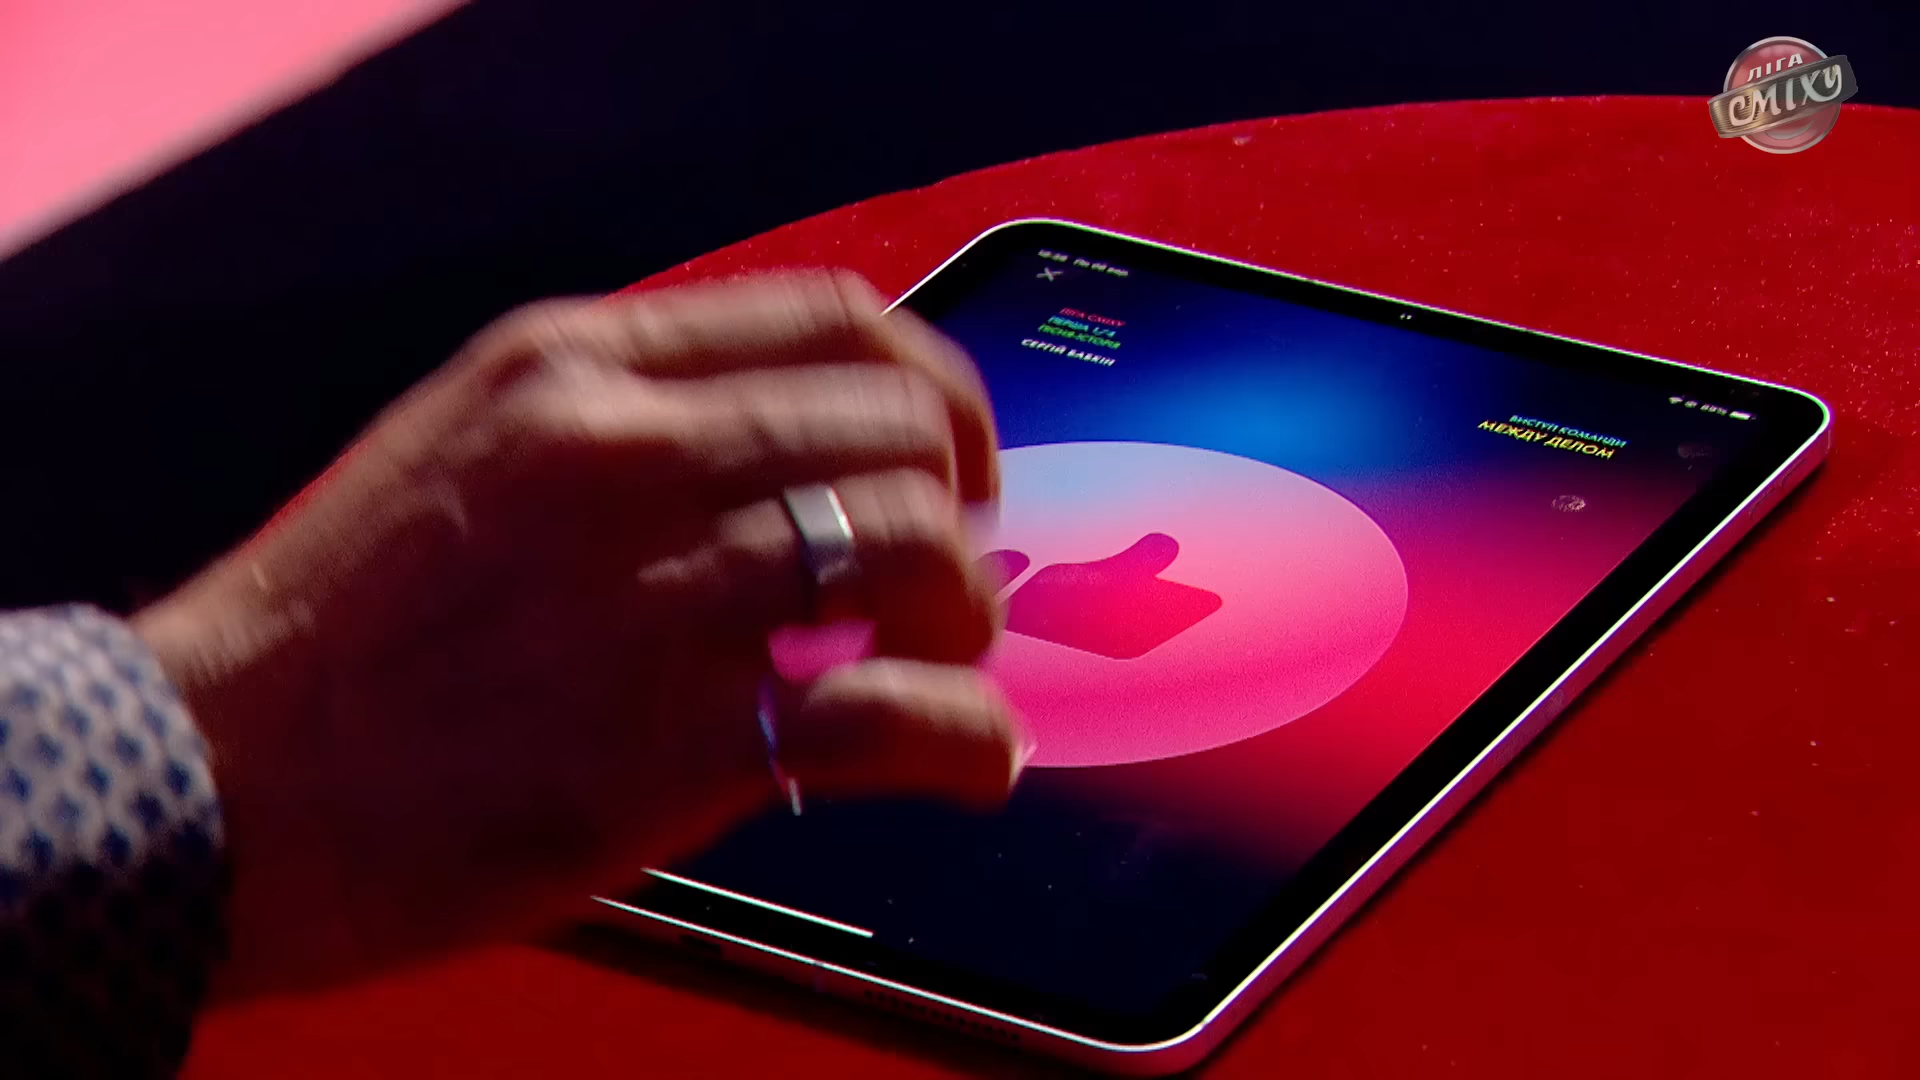 ЛІГА
СМІХУ
ЛІГА СМІХУ
ПЕРША 1/4
ПІСНЯ-ІСТОРІЯ
СЕРГІЙ БАБКІН
ВИСТУП КОМАНДИ
МЕЖДУ ДЕЛОМ